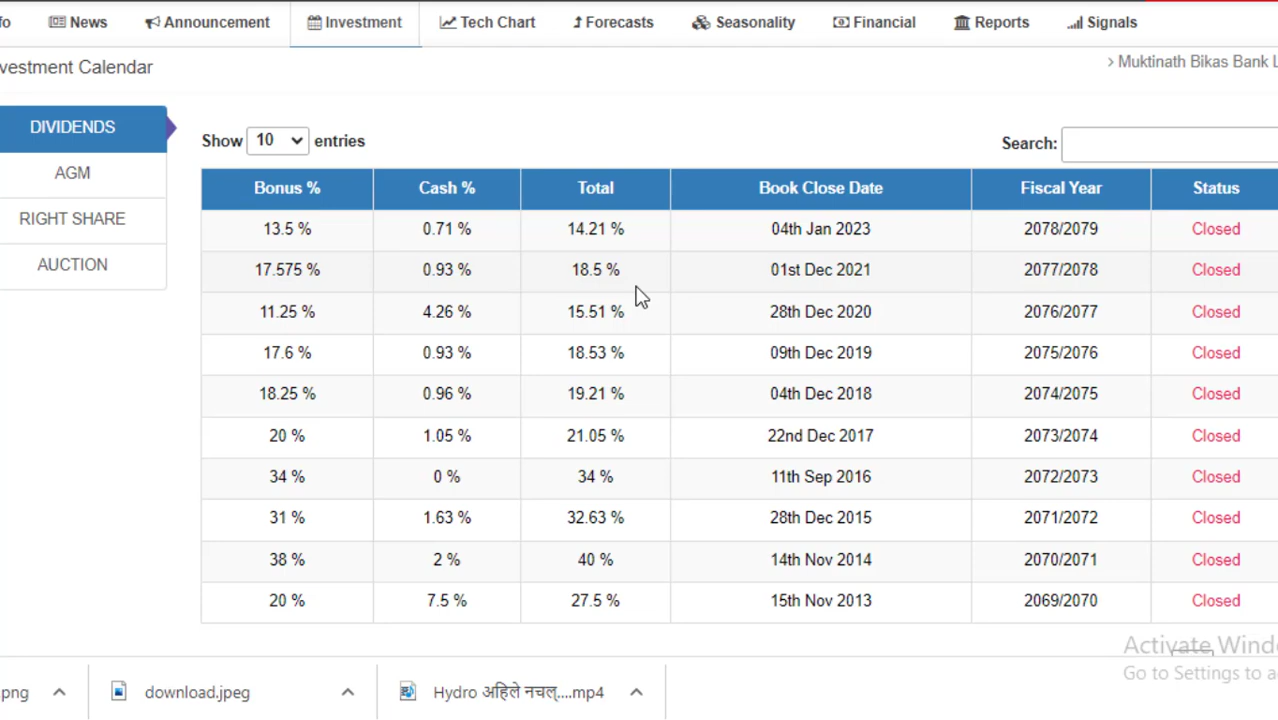 fo News Announcement Investment Tech Chart Forecasts Seasonality Financial Reports Signals
vestment Calendar
› Muktinath Bikas Bank L
DIVIDENDS
AGM
RIGHT SHARE
AUCTION
Show 10 entries
Search:
Bonus % Cash % Total Book Close Date Fiscal Year Status
13.5 % 0.71 % 14.21 % 04th Jan 2023 2078/2079 Closed
17.575 % 0.93 % 18.5 % 01st Dec 2021 2077/2078 Closed
11.25 % 4.26 % 15.51 % 28th Dec 2020 2076/2077 Closed
17.6 % 0.93 % 18.53 % 09th Dec 2019 2075/2076 Closed
18.25 % 0.96 % 19.21 % 04th Dec 2018 2074/2075 Closed
20 % 1.05 % 21.05 % 22nd Dec 2017 2073/2074 Closed
34 % 0 % 34 % 11th Sep 2016 2072/2073 Closed
31 % 1.63 % 32.63 % 28th Dec 2015 2071/2072 Closed
38 % 2 % 40 % 14th Nov 2014 2070/2071 Closed
20 % 7.5 % 27.5 % 15th Nov 2013 2069/2070 Closed
Activate Wind
Go to Settings to a
.png download.jpeg Hydro अहिले नचल्....mp4